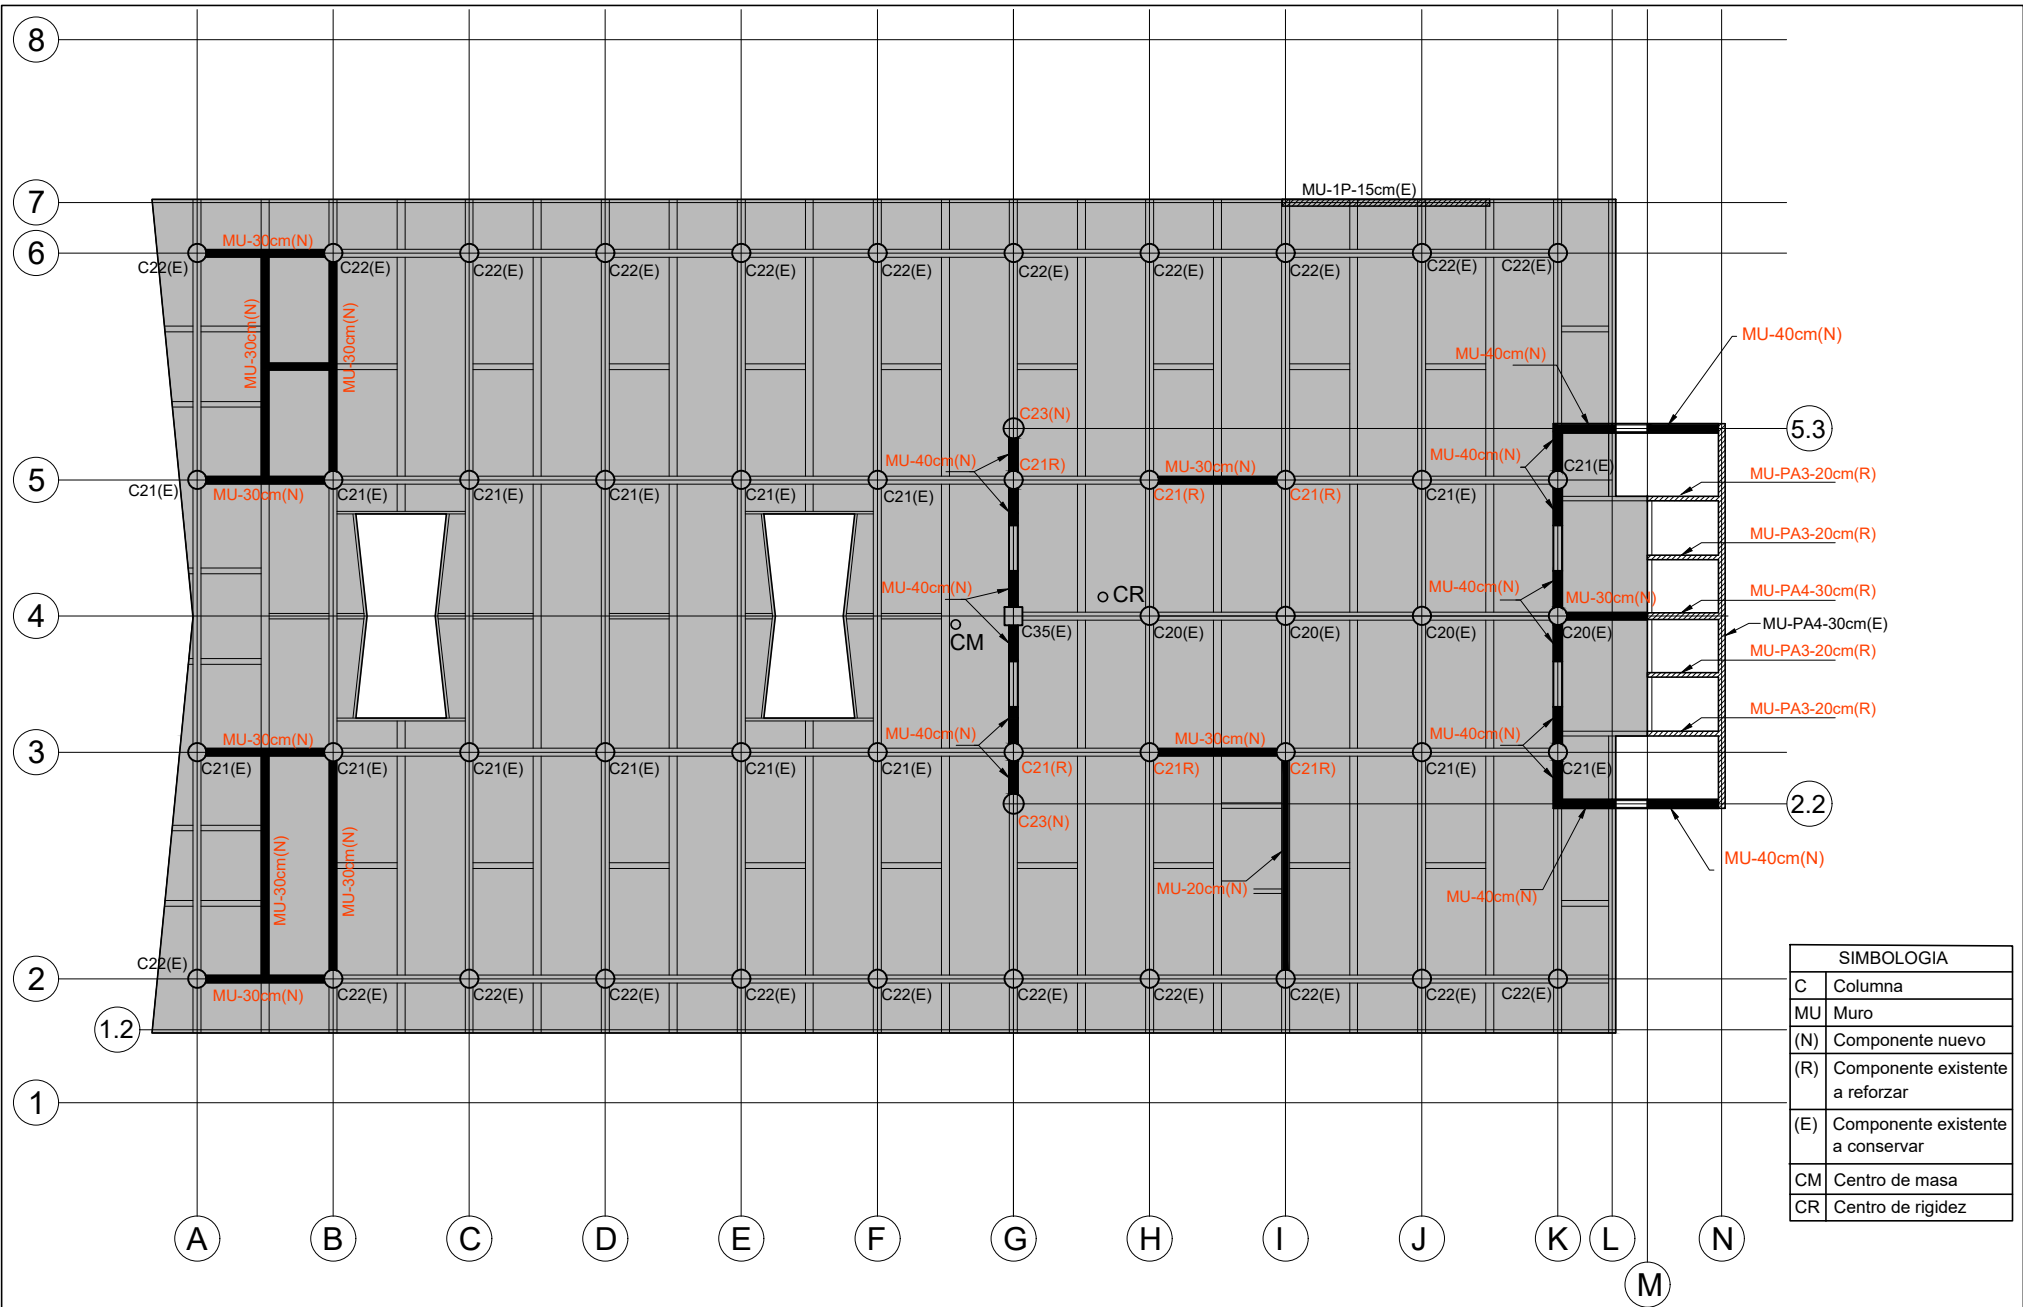 8
7
MU-1P-15cm(E)
6
MU-30cm(N)
C22(E)
C22(E)
C22(E)
C22(E)
C22(E)
C22(E)
C22(E)
C22(E)
C22(E)
C22(E)
C22(E)
MU-30cm(N)
MU-30cm(N)
MU-40cm(N)
MU-40cm(N)
C23(N)
5.3
MU-40cm(N)
MU-40cm(N)
5
C21(E)
MU-30cm(N)
C21(E)
C21(E)
C21(E)
C21(E)
C21(E)
C21R)
MU-30cm(N)
C21(R)
C21(R)
C21(E)
C21(E)
MU-PA3-20cm(R)
MU-PA3-20cm(R)
MU-40cm(N)
CR
MU-40cm(N)
MU-30cm(N)
MU-PA4-30cm(R)
4
CM
C35(E)
C20(E)
C20(E)
C20(E)
C20(E)
MU-PA4-30cm(E)
MU-PA3-20cm(R)
MU-PA3-20cm(R)
MU-40cm(N)
MU-40cm(N)
3
MU-30cm(N)
MU-30cm(N)
C21(E)
C21(E)
C21(E)
C21(E)
C21(E)
C21(E)
C21(R)
C21R)
C21R)
C21(E)
C21(E)
2.2
C23(N)
MU-30cm(N)
MU-30cm(N)
MU-20cm(N)
MU-40cm(N)
MU-40cm(N)
2
C22(E)
MU-30cm(N)
C22(E)
C22(E)
C22(E)
C22(E)
C22(E)
C22(E)
C22(E)
C22(E)
C22(E)
C22(E)
1.2
1
A
B
C
D
E
F
G
H
I
J
K
L
M
N
SIMBOLOGIA
C Columna
MU Muro
(N) Componente nuevo
(R) Componente existente
a reforzar
(E) Componente existente
a conservar
CM Centro de masa
CR Centro de rigidez